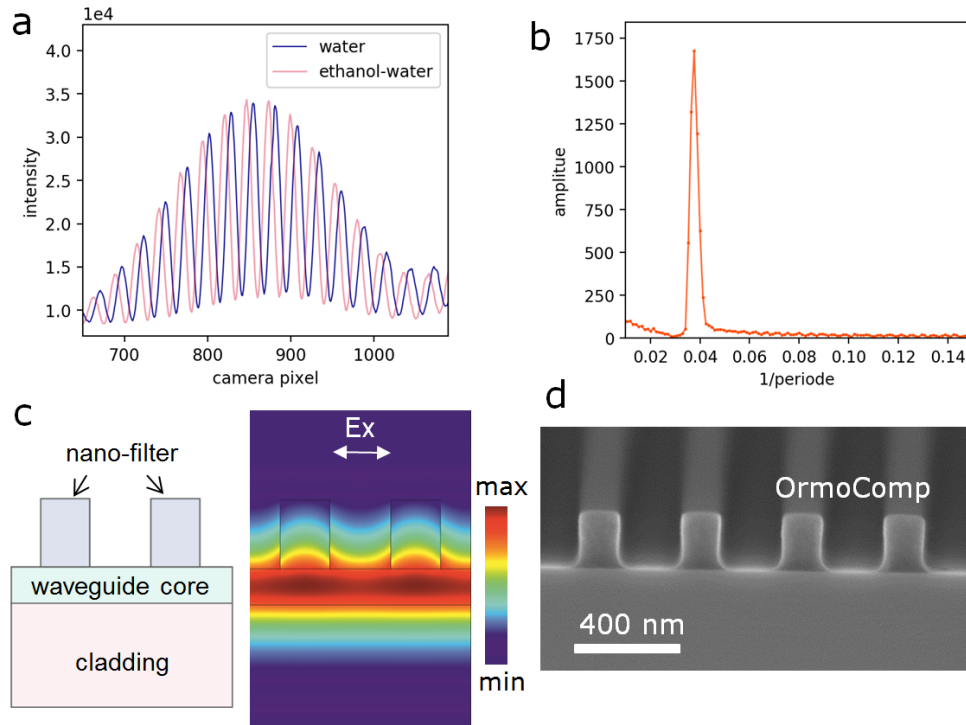 a
1e4
4.0
3.5
3.0
2.5
2.0
1.5
1.0
intensity
water
ethanol-water
700
800
900
1000
camera pixel
b
1750
1500
1250
1000
750
500
250
0
amplitue
0.02
0.04
0.06
0.08
0.10
0.12
0.14
1/periode
c
nano-filter
waveguide core
cladding
Ex
max
min
d
OrmoComp
400 nm